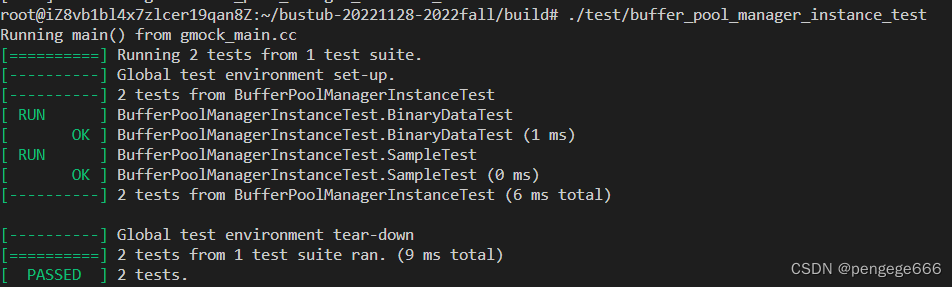 root@iZ8vb1bl4x7zlcer19qan8Z:~/bustub-20221128-2022fall/build# ./test/buffer_pool_manager_instance_test
Running main() from gmock_main.cc
[==========] Running 2 tests from 1 test suite.
[----------] Global test environment set-up.
[----------] 2 tests from BufferPoolManagerInstanceTest
[ RUN      ] BufferPoolManagerInstanceTest.BinaryDataTest
[       OK ] BufferPoolManagerInstanceTest.BinaryDataTest (1 ms)
[ RUN      ] BufferPoolManagerInstanceTest.SampleTest
[       OK ] BufferPoolManagerInstanceTest.SampleTest (0 ms)
[----------] 2 tests from BufferPoolManagerInstanceTest (6 ms total)
[----------] Global test environment tear-down
[==========] 2 tests from 1 test suite ran. (9 ms total)
[  PASSED  ] 2 tests.
CSDN @pengege666